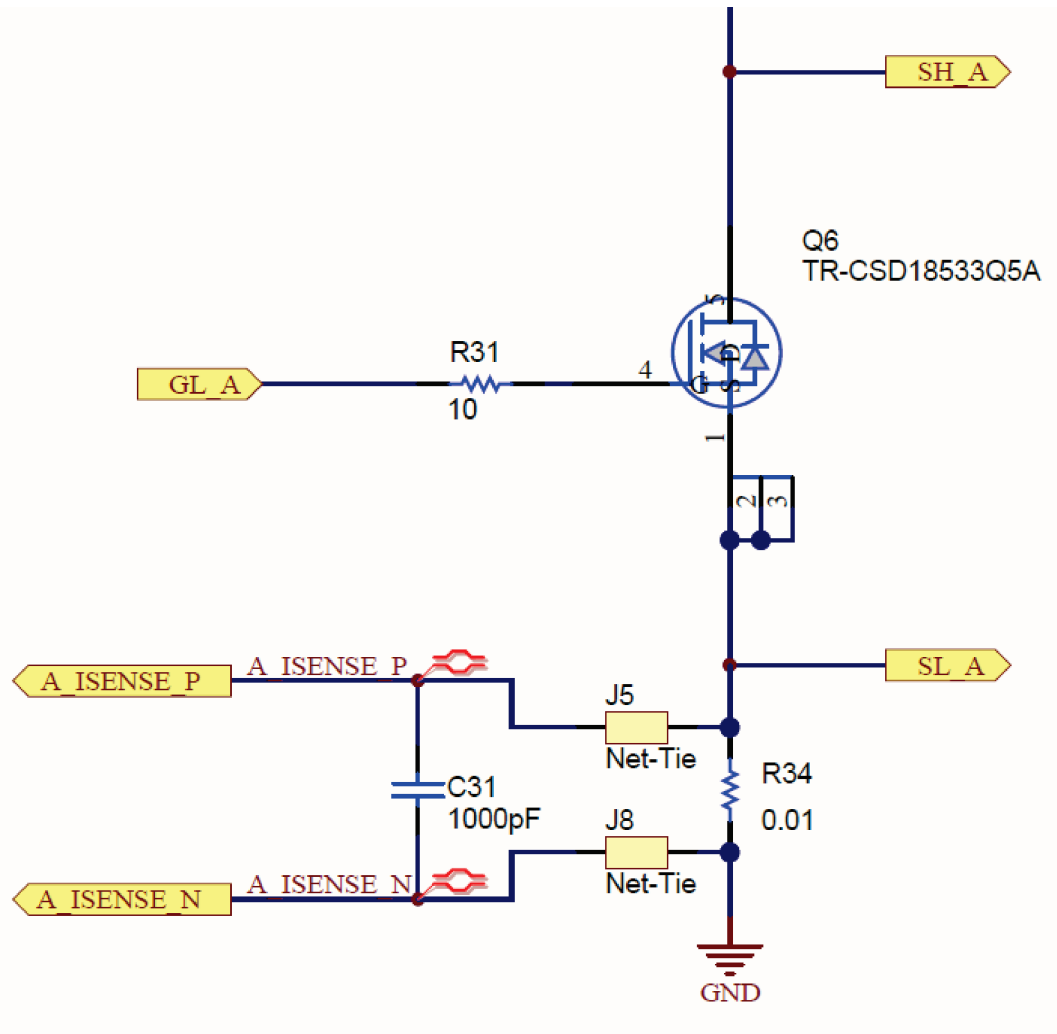 SH_A
Q6
TR-CSD18533Q5A
5
D
R31
4
GL_A
G
S
10
1
2
3
A_ISENSE_P
A_ISENSE_P
SL_A
J5
Net-Tie
C31
1000pF
R34
0.01
J8
A_ISENSE_N
A_ISENSE_N
Net-Tie
GND